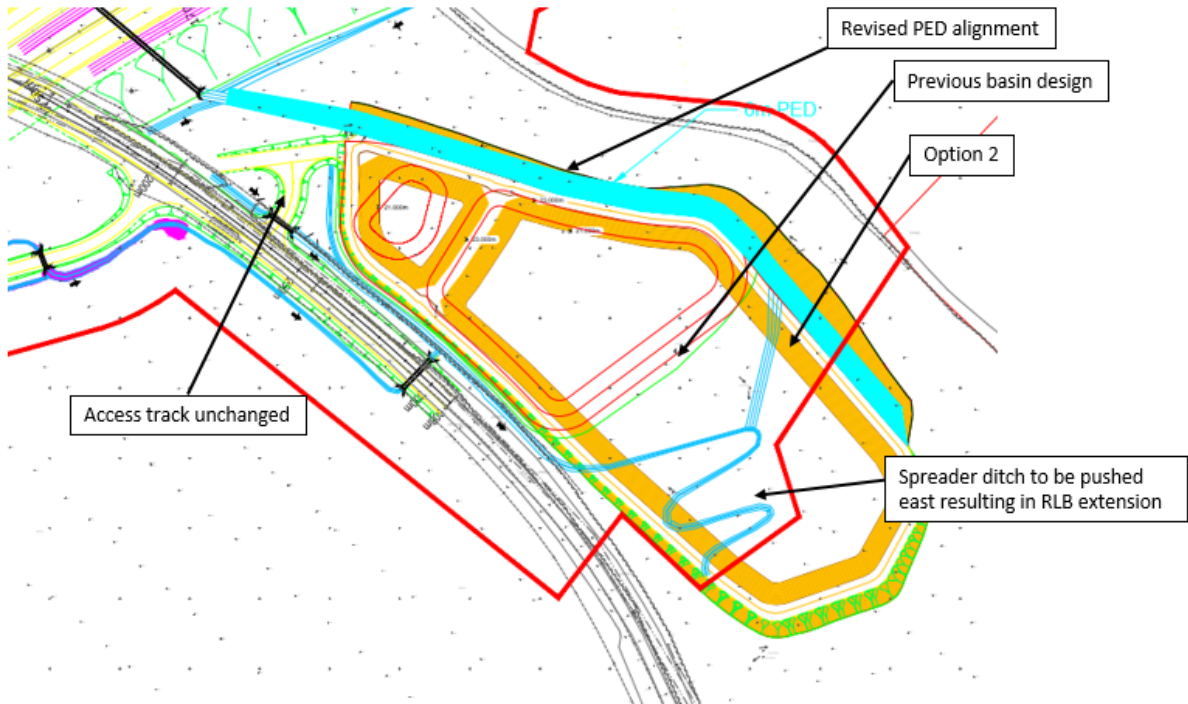 Revised PED alignment
Previous basin design
0m PED
Option 2
Access track unchanged
Spreader ditch to be pushed
east resulting in RLB extension